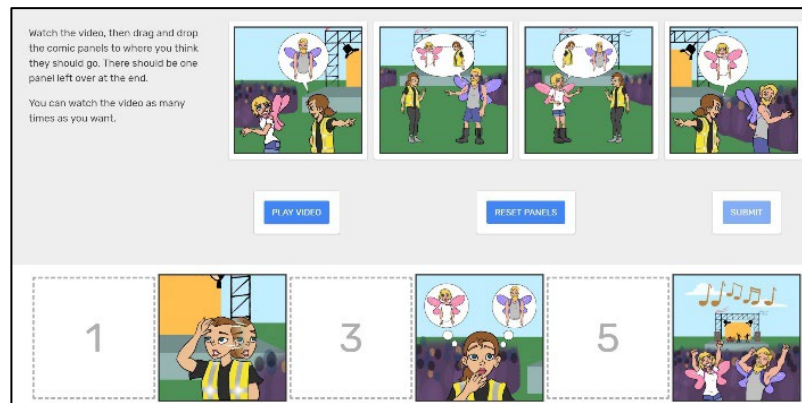 Watch the video, then drag and drop
the comic panels to where you think
they should go. There should be one
panel left over at the end.
You can watch the video as many
times as you want.
PLAY VIDEO
RESET PANELS
SUBMIT
1
3
5